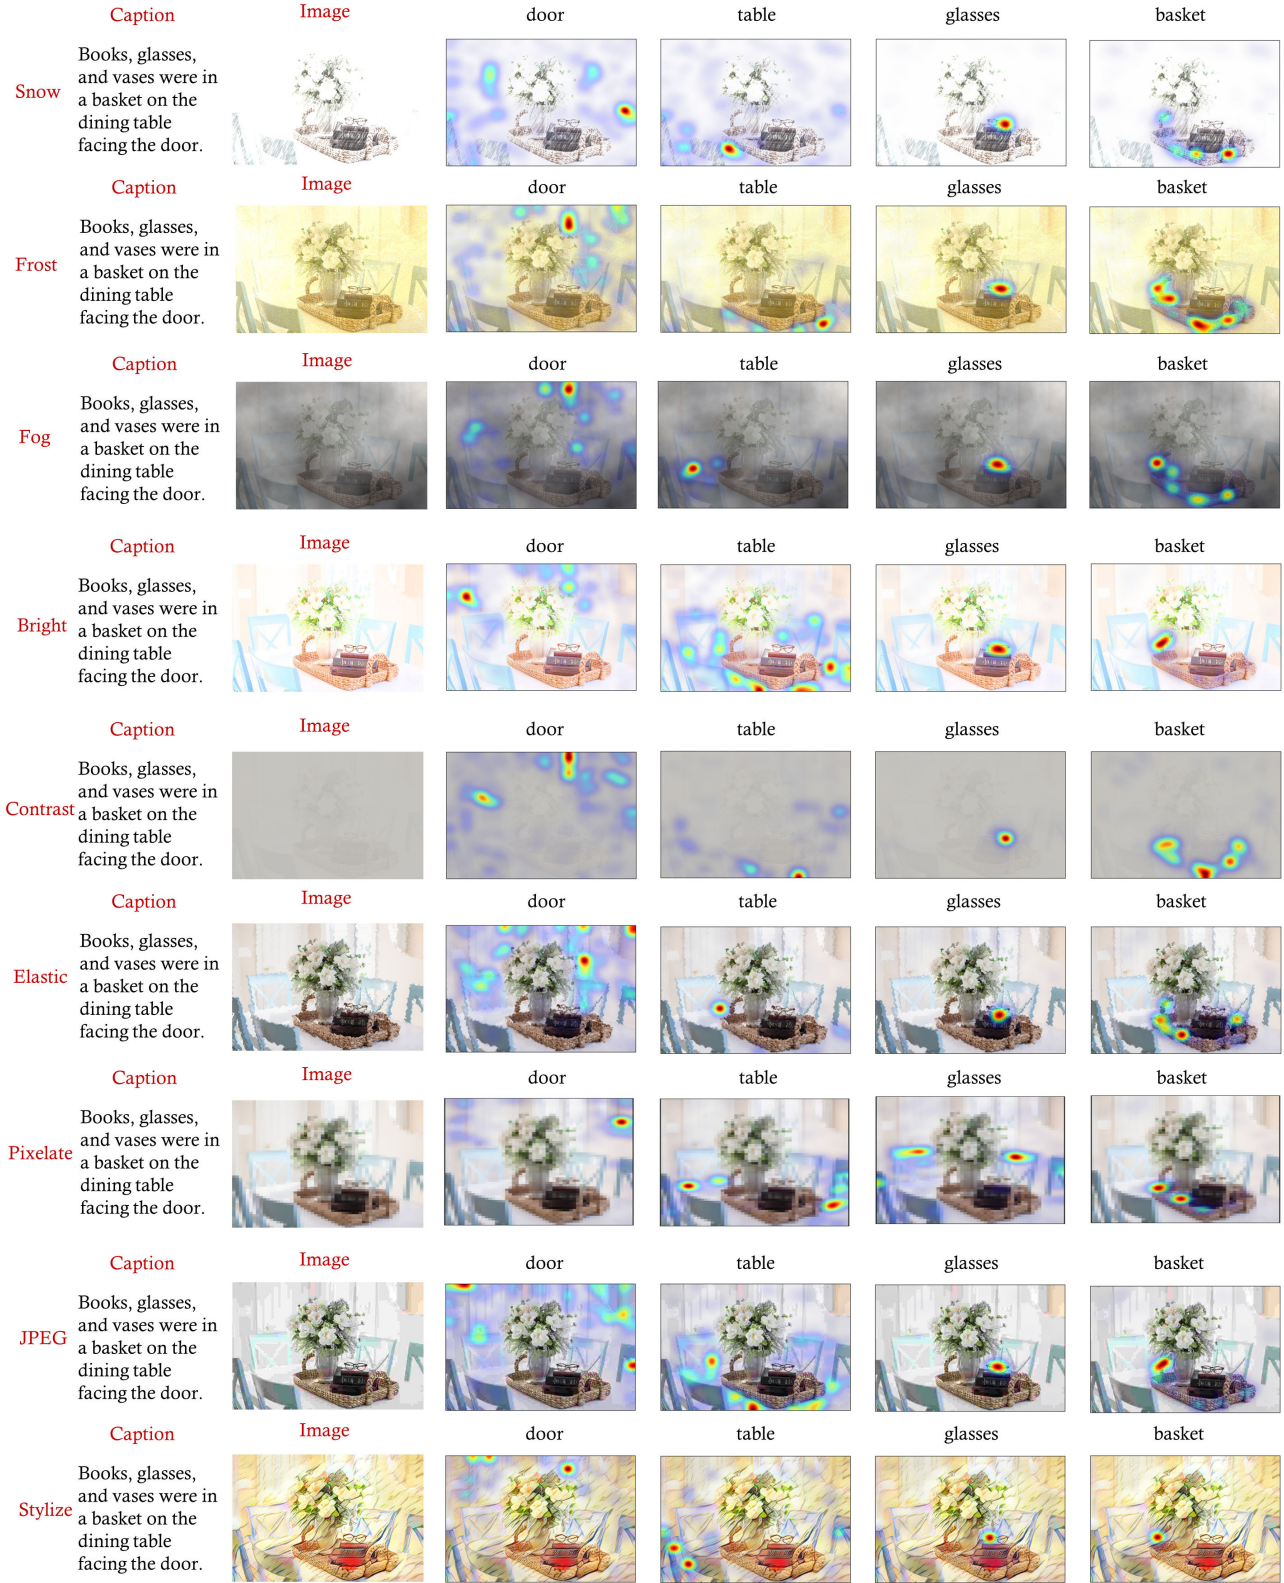 Caption Image door table glasses basket
Snow
Books, glasses,
and vases were in
a basket on the
dining table
facing the door.
Caption Image door table glasses basket
Frost
Books, glasses,
and vases were in
a basket on the
dining table
facing the door.
Caption Image door table glasses basket
Fog
Books, glasses,
and vases were in
a basket on the
dining table
facing the door.
Caption Image door table glasses basket
Bright
Books, glasses,
and vases were in
a basket on the
dining table
facing the door.
Caption Image door table glasses basket
Contrast
Books, glasses,
and vases were in
a basket on the
dining table
facing the door.
Caption Image door table glasses basket
Elastic
Books, glasses,
and vases were in
a basket on the
dining table
facing the door.
Caption Image door table glasses basket
Pixelate
Books, glasses,
and vases were in
a basket on the
dining table
facing the door.
Caption Image door table glasses basket
JPEG
Books, glasses,
and vases were in
a basket on the
dining table
facing the door.
Caption Image door table glasses basket
Stylize
Books, glasses,
and vases were in
a basket on the
dining table
facing the door.